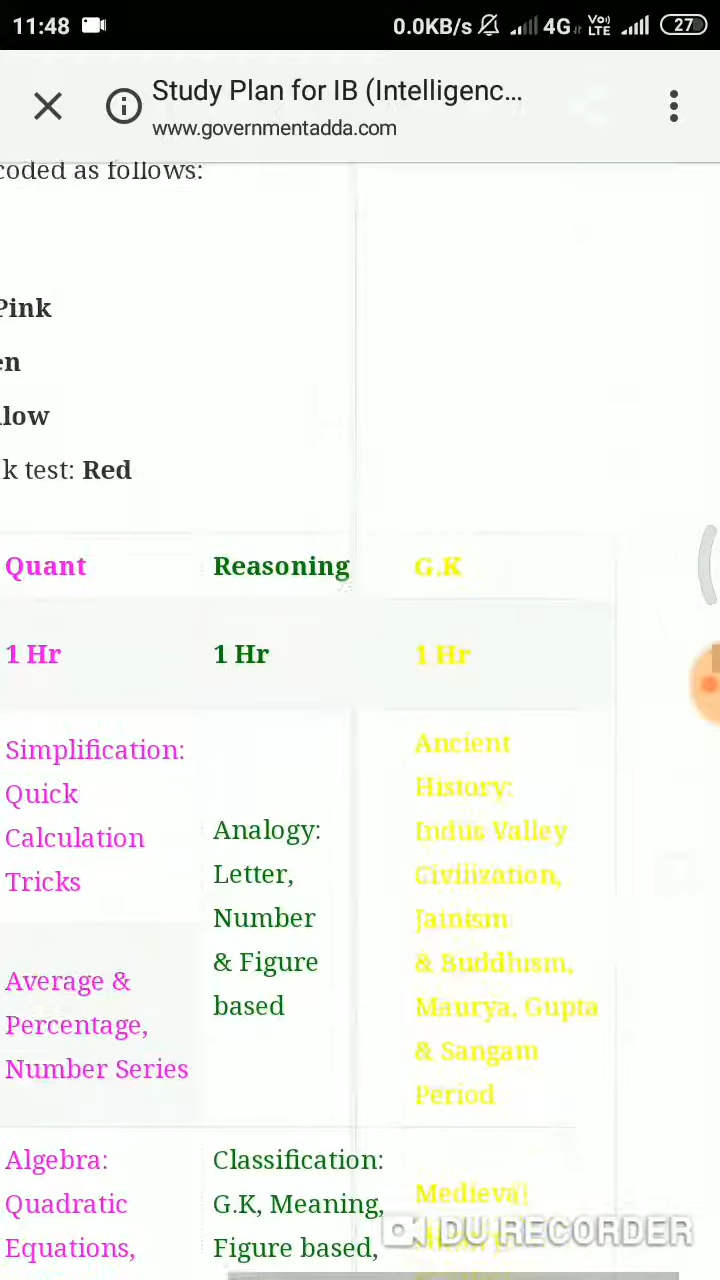 11:48 0.0KB/s 4G VoI) LTE 27
Study Plan for IB (Intelligenc...
www.governmentadda.com
coded as follows:
Pink
en
llow
k test: Red
Quant Reasoning G.K
1 Hr 1 Hr 1 Hr
Simplification:
Quick
Calculation
Tricks
Average &
Percentage,
Number Series
Analogy:
Letter,
Number
& Figure
based
Ancient
History:
Indus Valley
Civilization,
Jainism
& Buddhism,
Maurya, Gupta
& Sangam
Period
Algebra:
Quadratic
Equations,
Classification:
G.K, Meaning,
Figure based,
Medieval
DU RECORDER